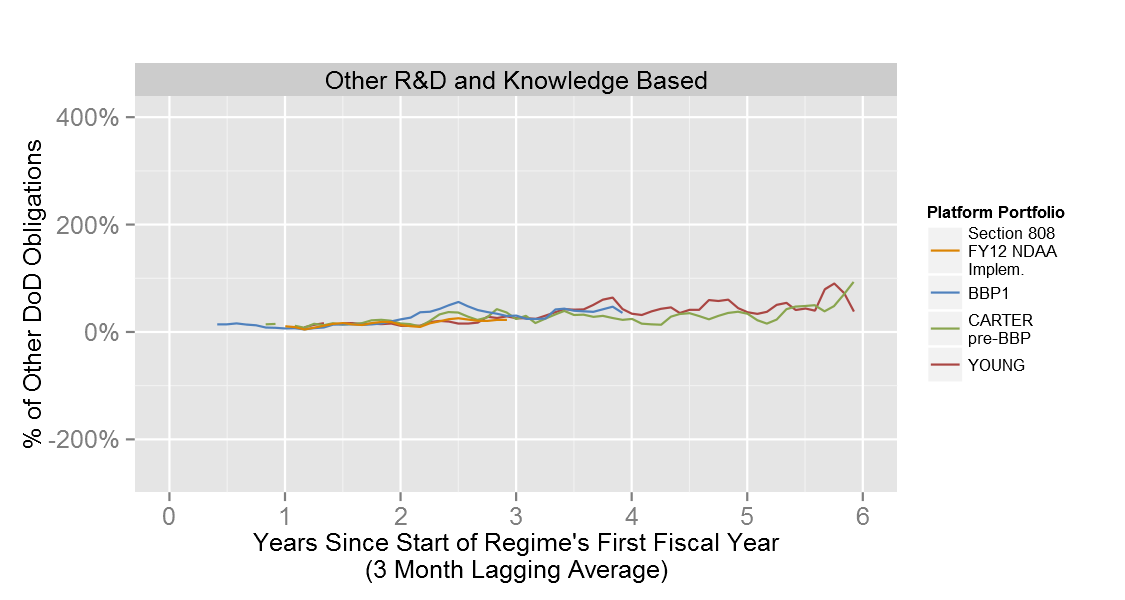 Other R&D and Knowledge Based
400%
200%
0%
-200%
% of Other DoD Obligations
0 1 2 3 4 5 6
Years Since Start of Regime's First Fiscal Year
(3 Month Lagging Average)
Platform Portfolio
Section 808
FY12 NDAA
Implem.
BBP1
CARTER
pre-BBP
YOUNG